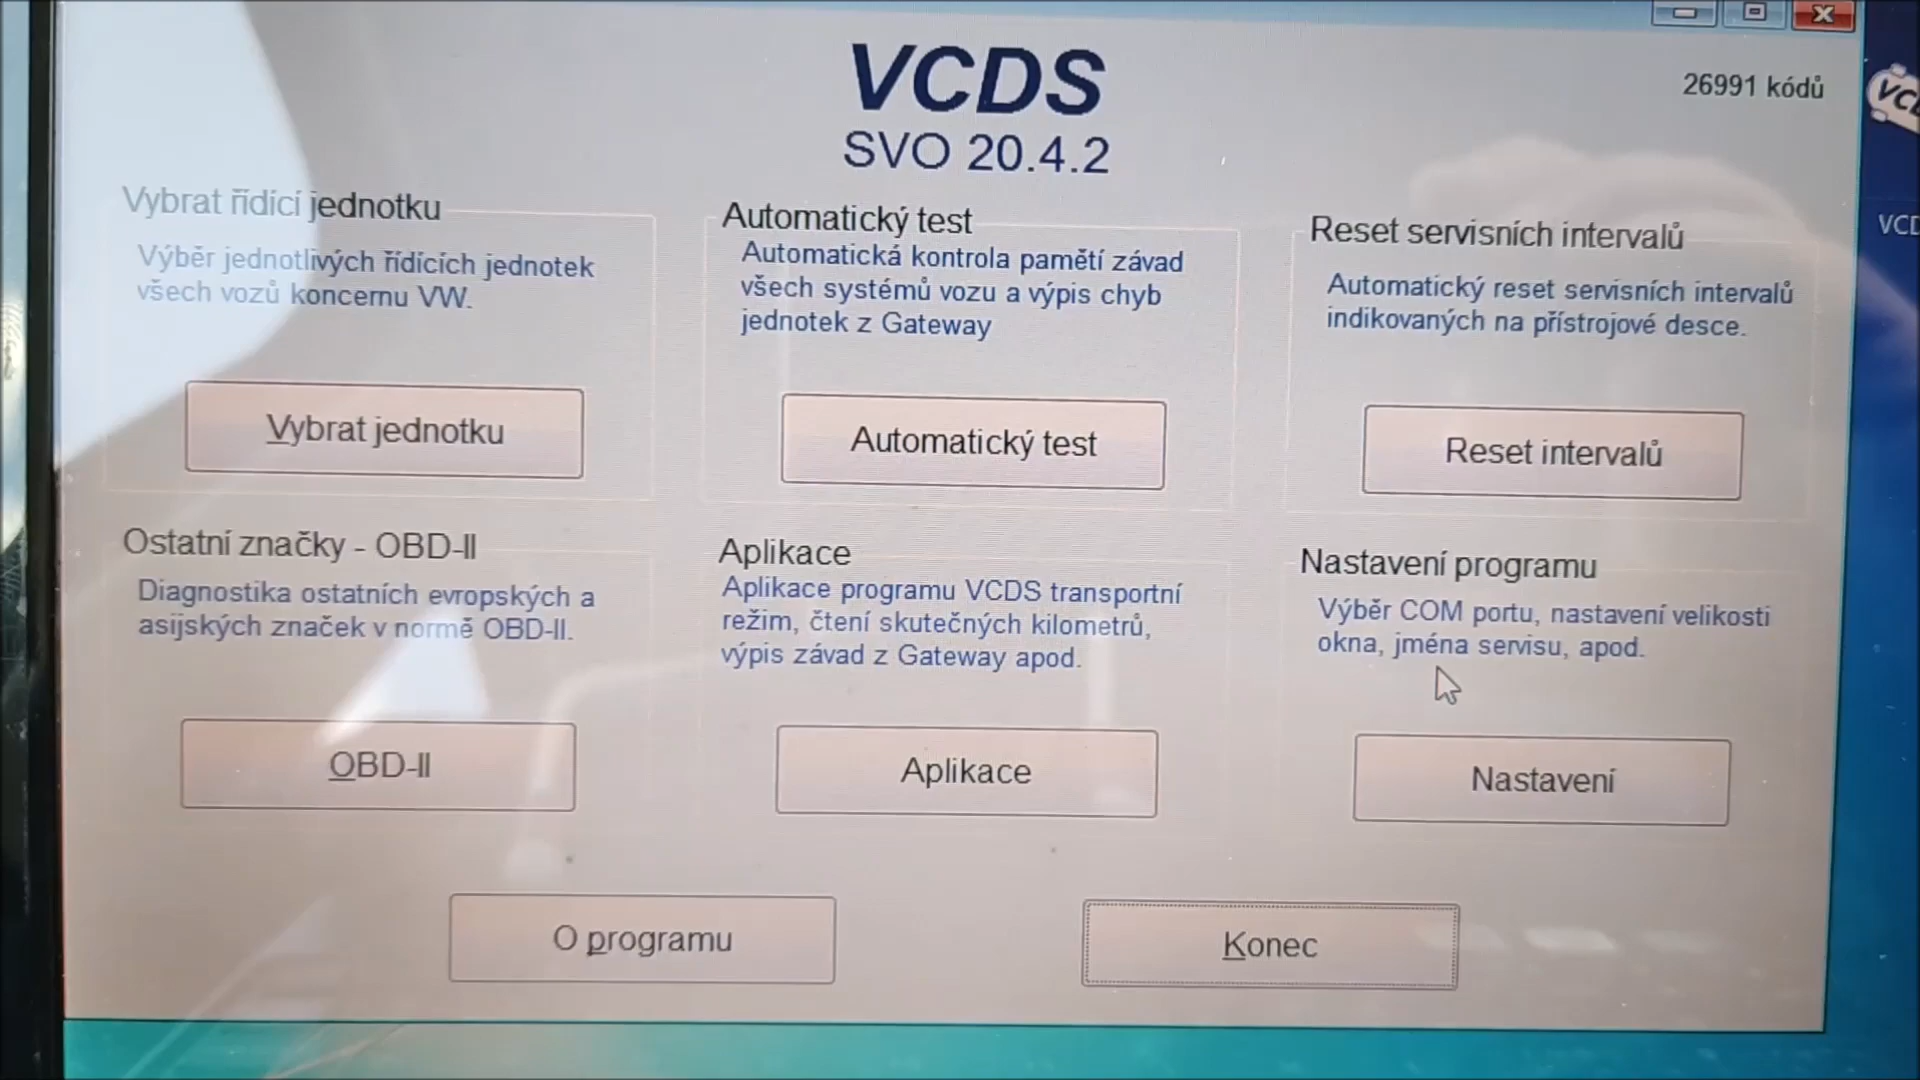 VCDS
SVO 20.4.2
26991 kódů
Vybrat řídící jednotku
Výběr jednotlivých řídících jednotek
všech vozů koncernu VW.
Vybrat jednotku
Automatický test
Automatická kontrola pamětí závad
všech systémů vozu a výpis chyb
jednotek z Gateway
Automatický test
Reset servisních intervalů
Automatický reset servisních intervalů
indikovaných na přístrojové desce.
Reset intervalů
Ostatní značky - OBD-II
Diagnostika ostatních evropských a
asijských značek v normě OBD-II.
OBD-II
Aplikace
Aplikace programu VCDS transportní
režim, čtení skutečných kilometrů,
výpis závad z Gateway apod.
Aplikace
Nastavení programu
Výběr COM portu, nastavení velikosti
okna, jména servisu, apod.
Nastavení
O programu
Konec